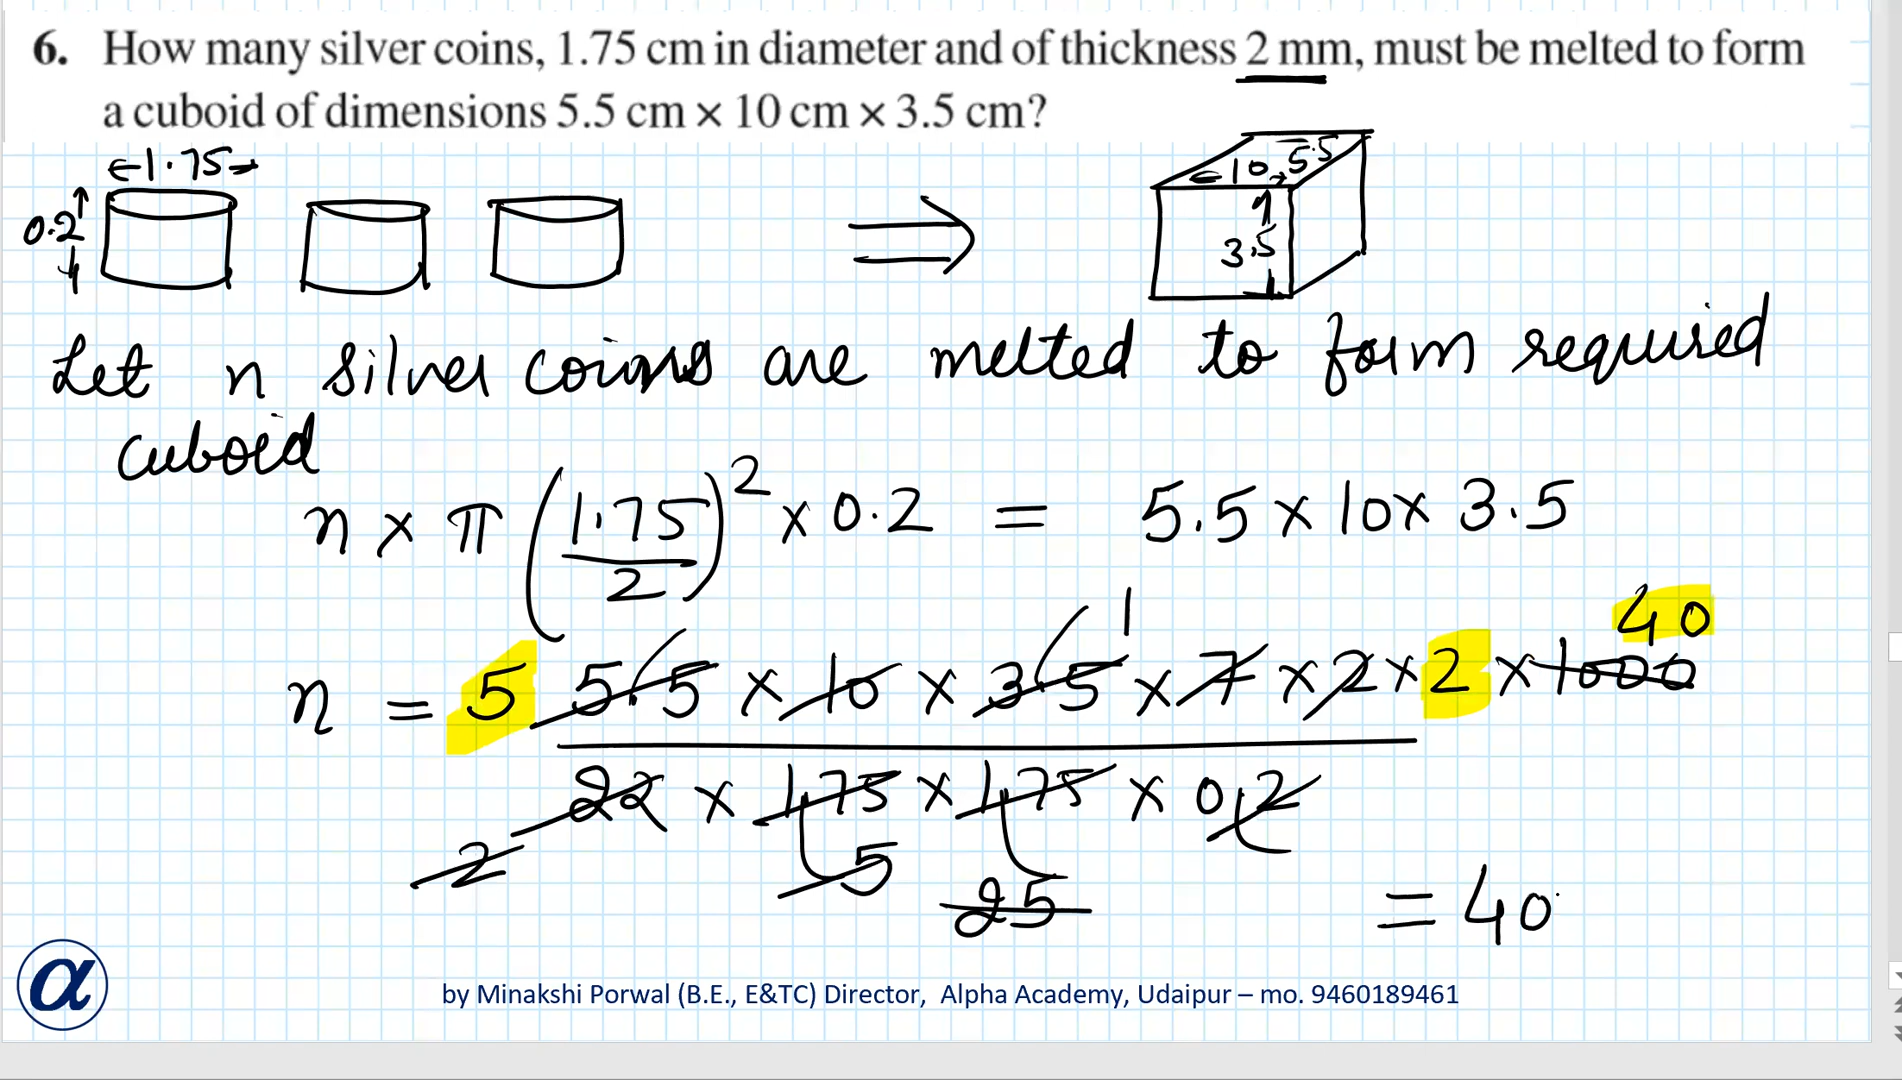 6. How many silver coins, 1.75 cm in diameter and of thickness 2 mm, must be melted to form
a cuboid of dimensions 5.5 cm × 10 cm × 3.5 cm?
←1.75→
0.2
10 5.5
3.5
Let n silver coins are melted to form required
cuboid
n × π (1.75/2)² × 0.2 = 5.5 × 10 × 3.5
1 40
n = 5 5.5 × 10 × 3.5 × 7 × 2 × 2 × 1000
22 × 175 × 175 × 0.2
2 5 25
= 40
α
by Minakshi Porwal (B.E., E&TC) Director, Alpha Academy, Udaipur – mo. 9460189461